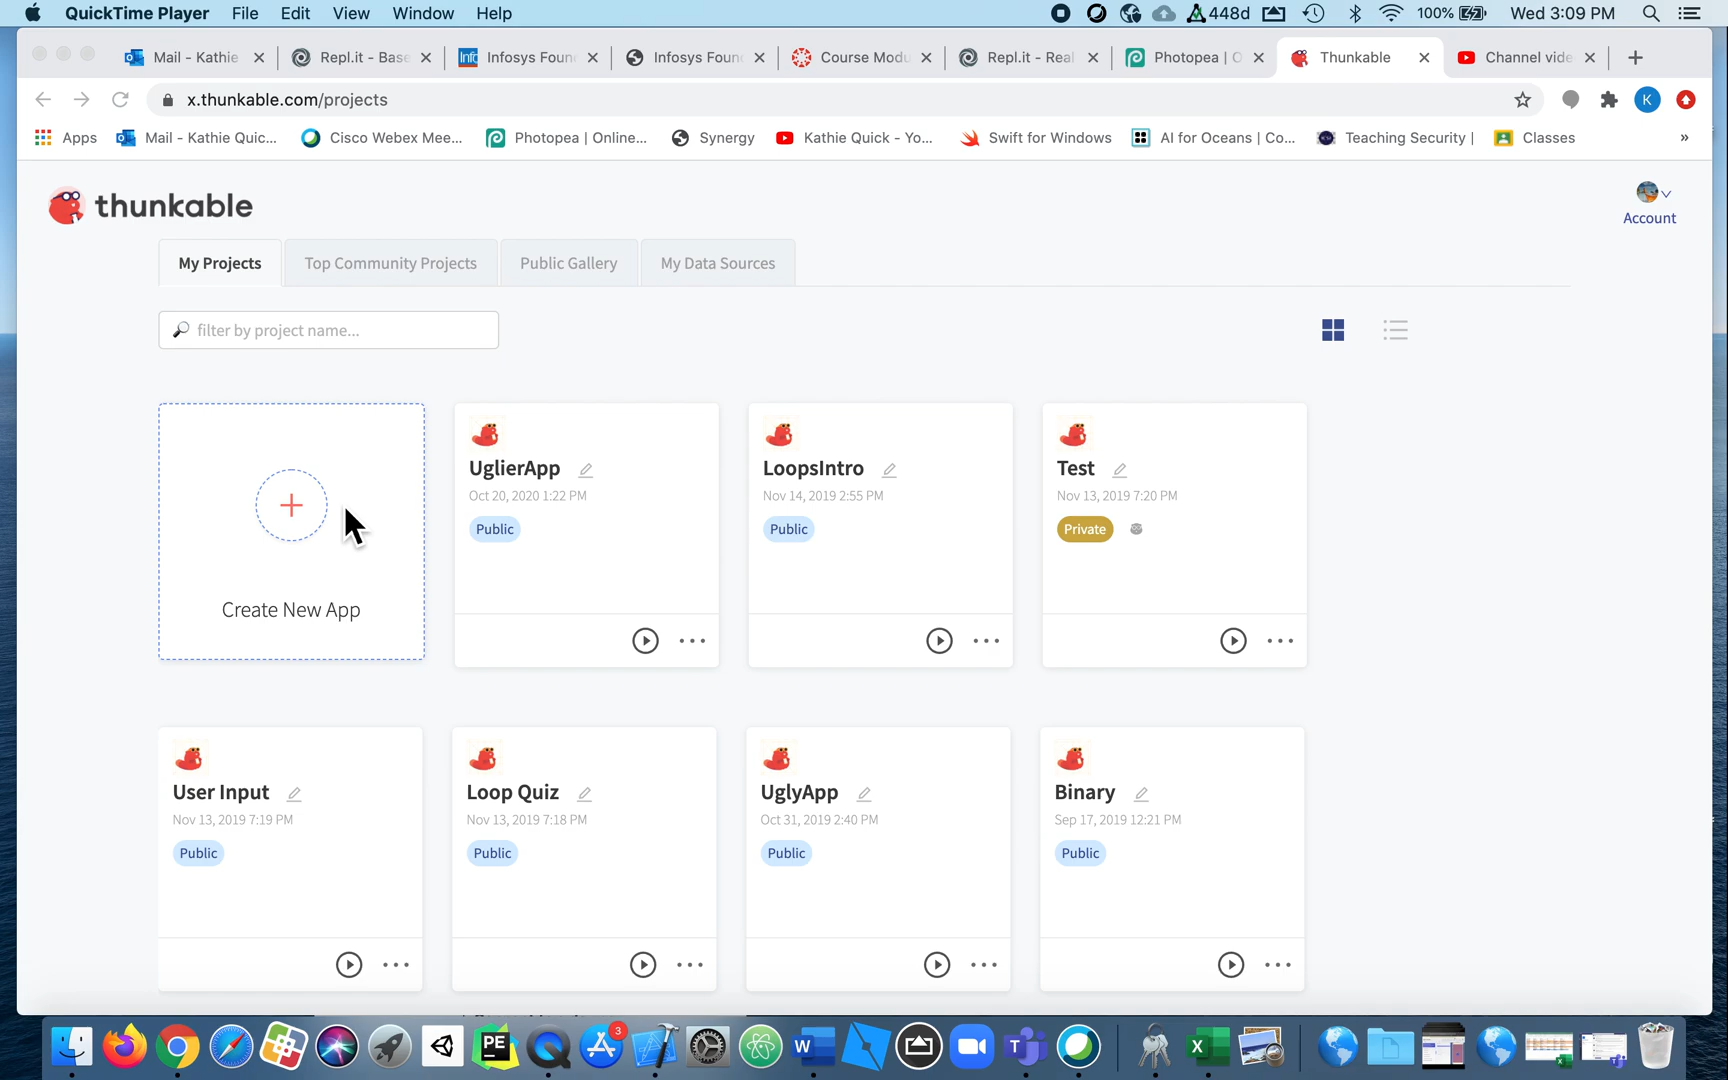 QuickTime Player File Edit View Window Help 448d 100% Wed 3:09 PM
Mail - Kathie Repl.it - Base Infosys Foun Infosys Foun Course Modu Repl.it - Real Photopea | O Thunkable Channel vide
x.thunkable.com/projects K
Apps Mail - Kathie Quic... Cisco Webex Mee... Photopea | Online... Synergy Kathie Quick - Yo... Swift for Windows AI for Oceans | Co... Teaching Security | Classes »
thunkable
Account
My Projects Top Community Projects Public Gallery My Data Sources
filter by project name...
UglierApp LoopsIntro Test
Oct 20, 2020 1:22 PM Nov 14, 2019 2:55 PM Nov 13, 2019 7:20 PM
Public Public Private
Create New App
User Input Loop Quiz UglyApp Binary
Nov 13, 2019 7:19 PM Nov 13, 2019 7:18 PM Oct 31, 2019 2:40 PM Sep 17, 2019 12:21 PM
Public Public Public Public
PE 3 W T X